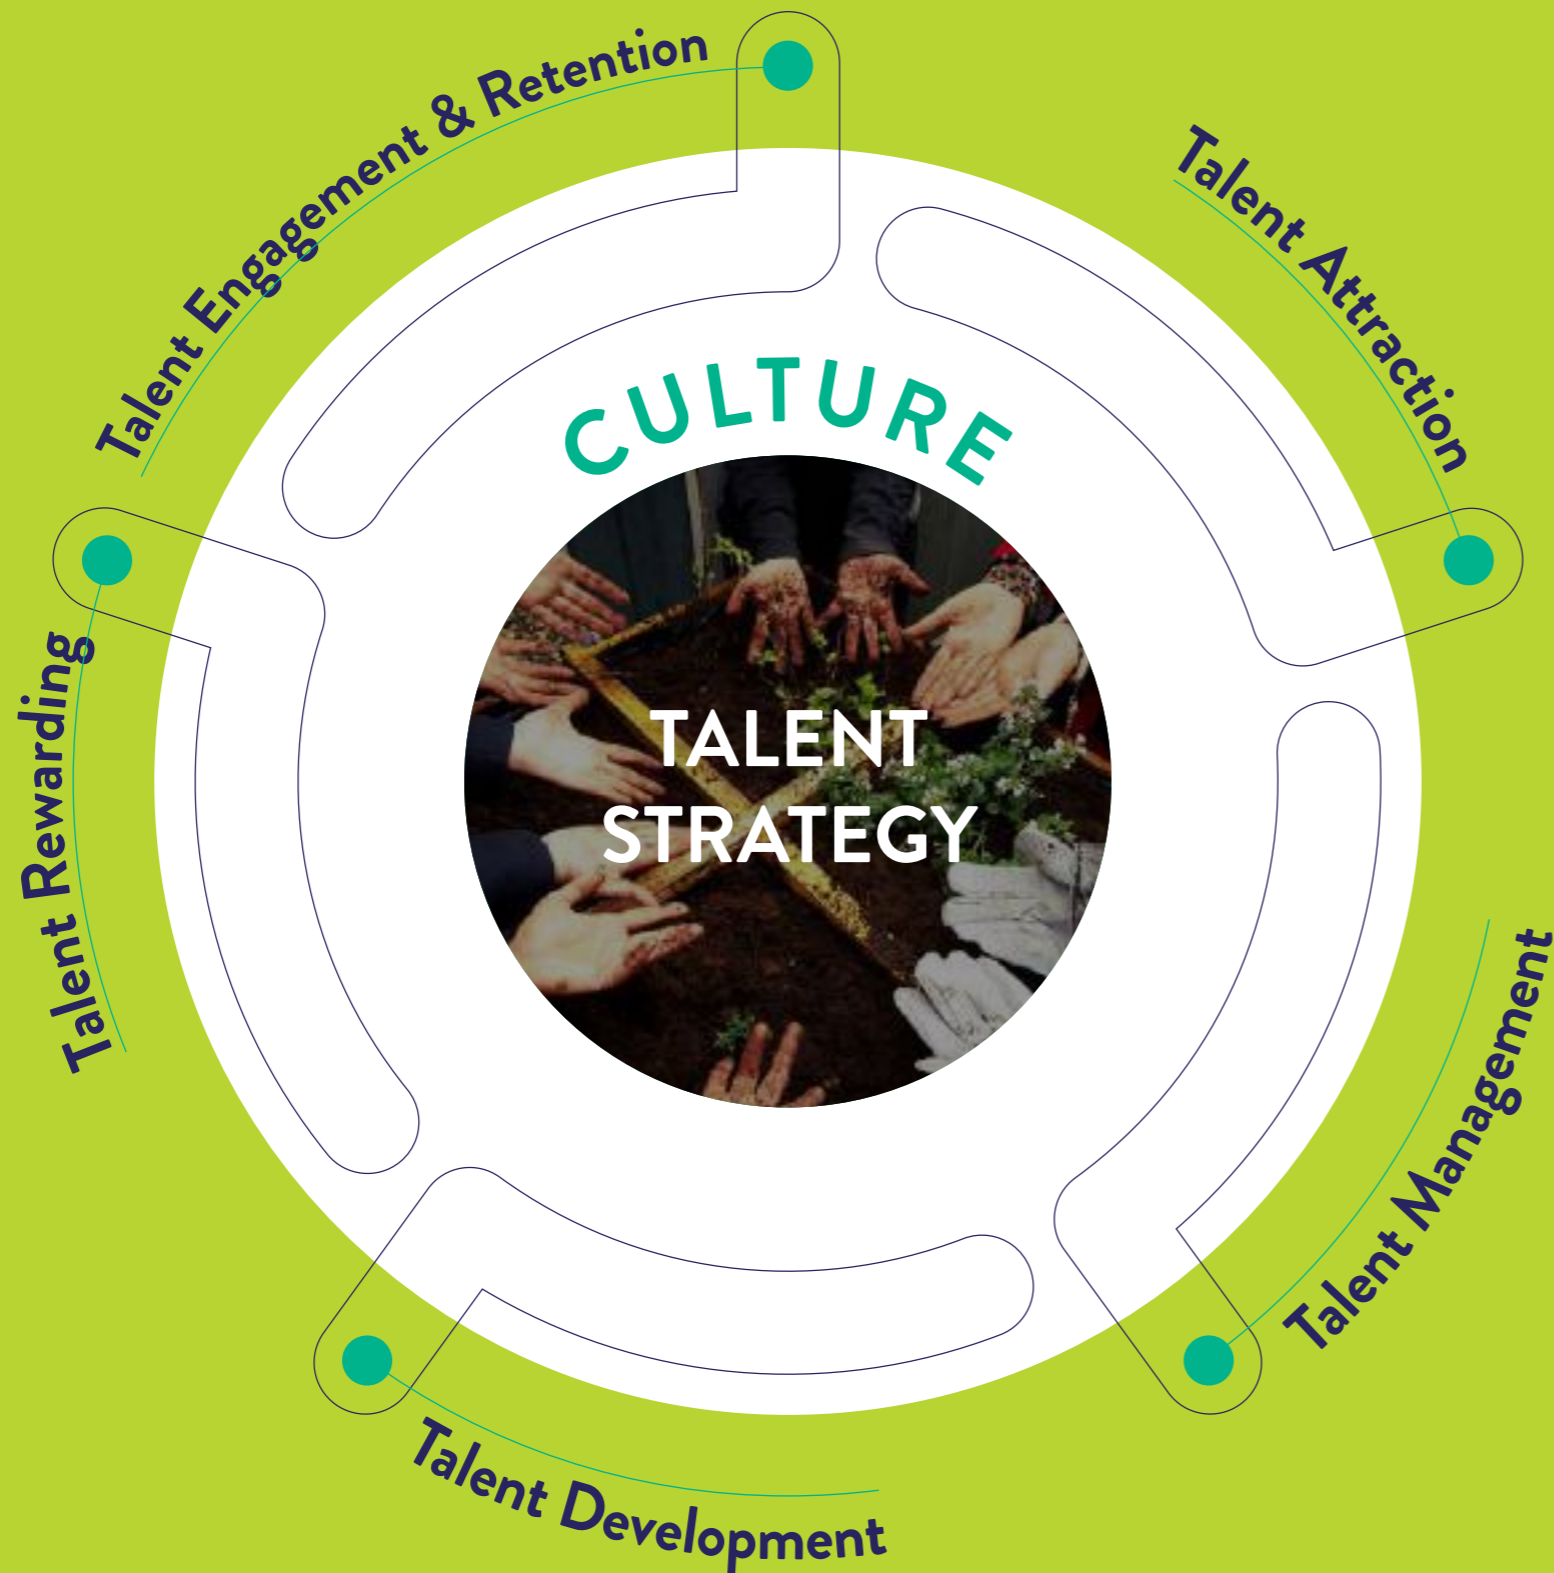 Talent Engagement & Retention
Talent Attraction
CULTURE
TALENT
STRATEGY
Talent Rewarding
Talent Management
Talent Development